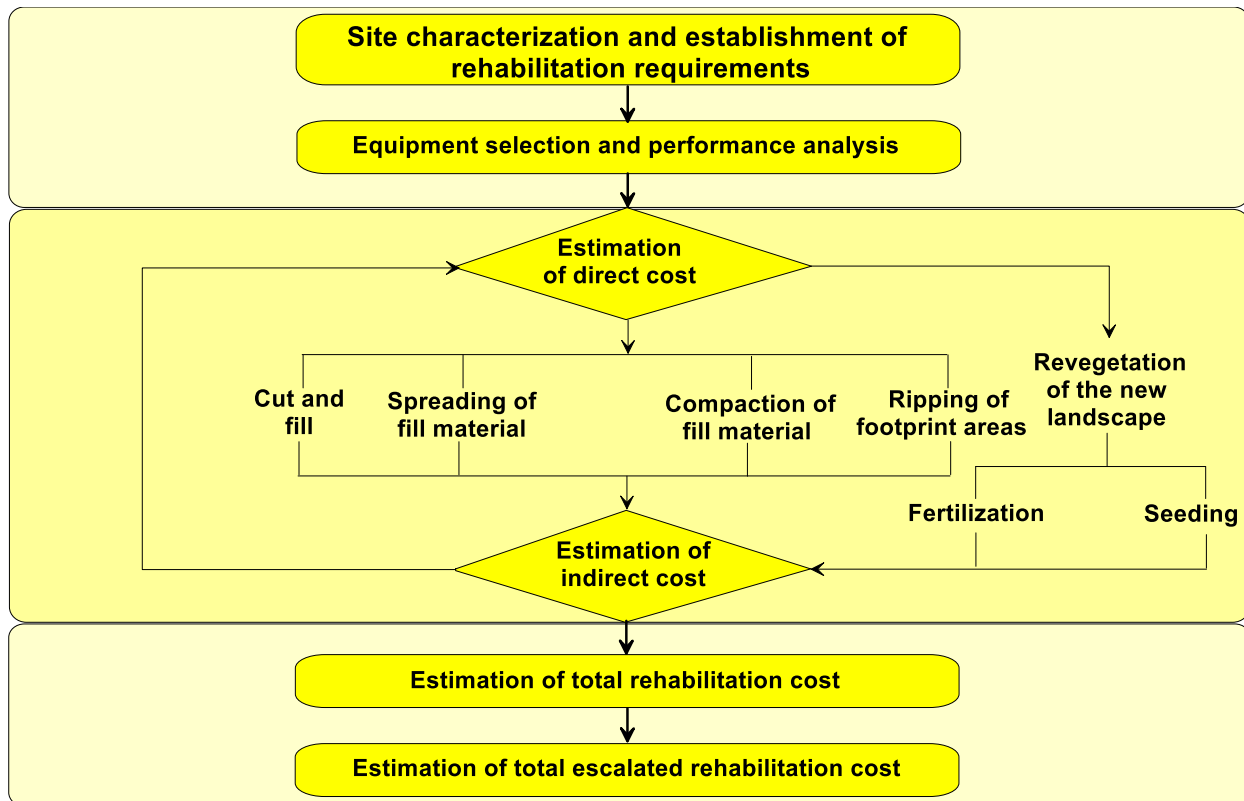 Site characterization and establishment of
rehabilitation requirements
Equipment selection and performance analysis
Estimation
of direct cost
Cut and
fill
Spreading of
fill material
Compaction of
fill material
Ripping of
footprint areas
Revegetation
of the new
landscape
Fertilization
Seeding
Estimation of
indirect cost
Estimation of total rehabilitation cost
Estimation of total escalated rehabilitation cost